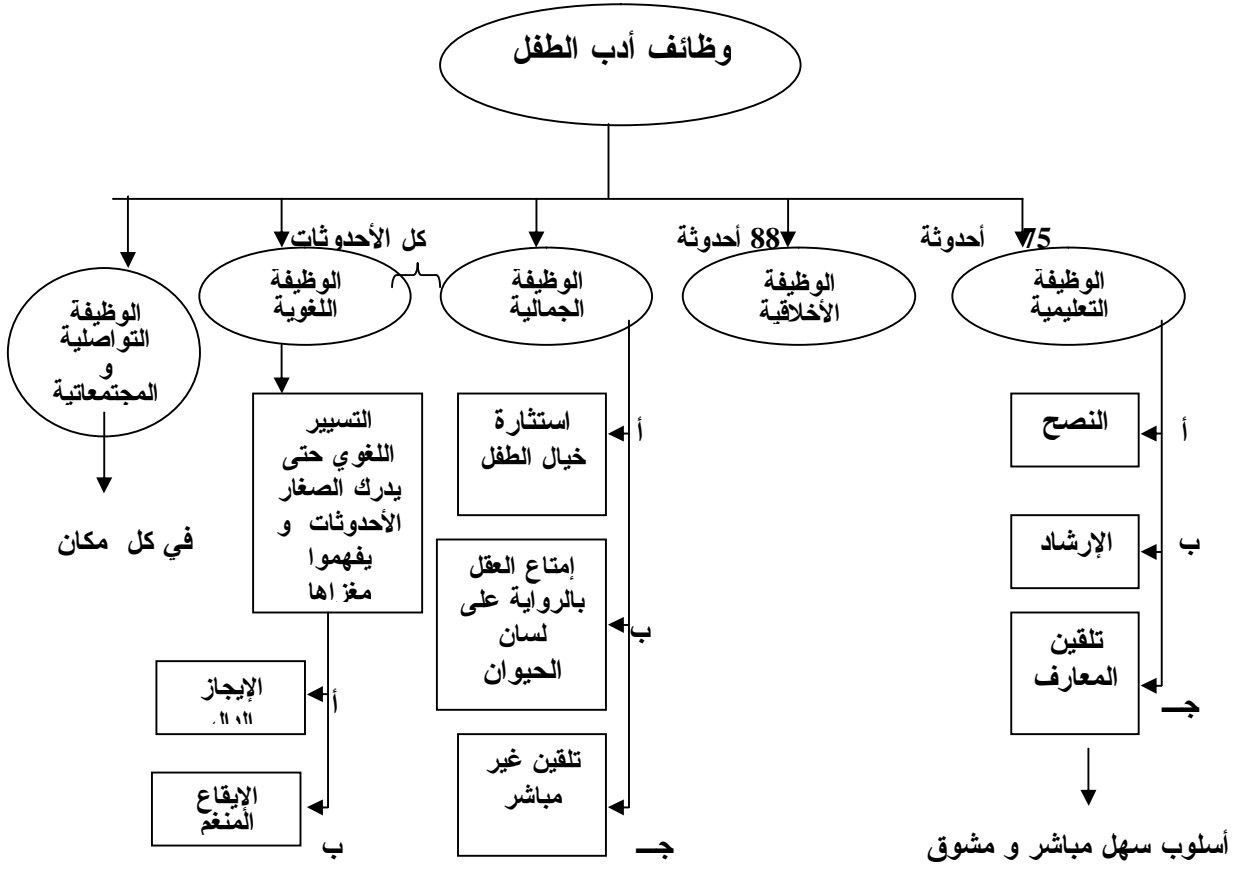 وظائف أدب الطفل
75 أحدوثة
88 أحدوثة
كل الأحدوثات
الوظيفة
التعليمية
الوظيفة
الأخلاقية
الوظيفة
الجمالية
الوظيفة
اللغوية
الوظيفة
التواصلية
و
المجتمعاتية
النصح
أ
الإرشاد
ب
تلقين
المعارف
جـ
أسلوب سهل مباشر و مشوق
استثارة
خيال الطفل
أ
إمتاع العقل
بالرواية على
لسان
الحيوان
ب
تلقين غير
مباشر
جـ
التسيير
اللغوي حتى
يدرك الصغار
الأحدوثات و
يفهموا
مغزاها
الإيجاز
أ
الإيقاع
المنغم
ب
في كل مكان